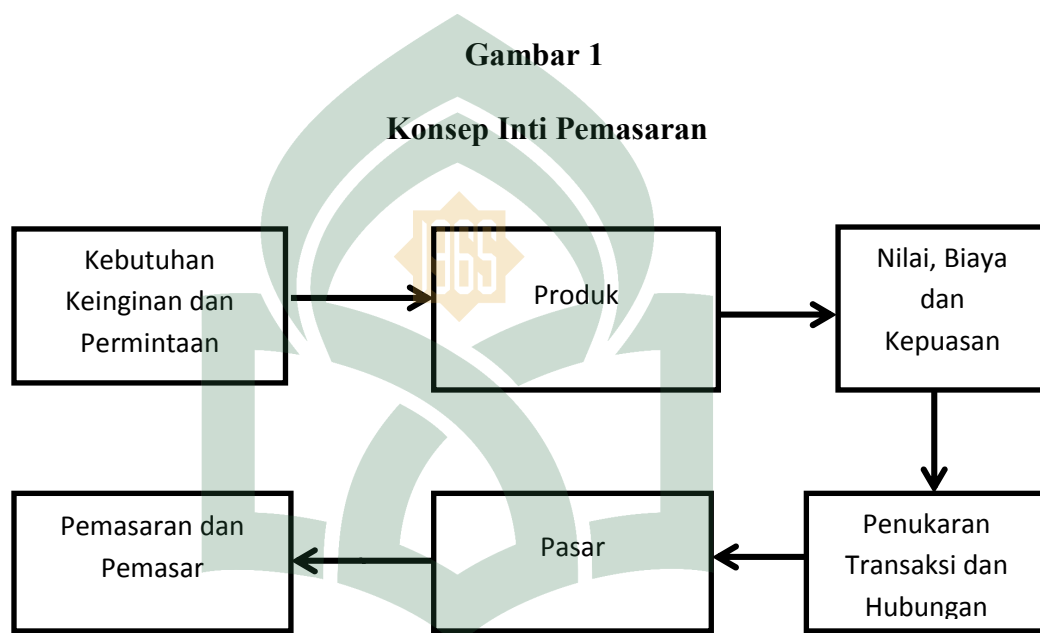 Gambar 1
Konsep Inti Pemasaran
Kebutuhan
Keinginan dan
Permintaan
1965
Produk
Nilai, Biaya
dan
Kepuasan
Pemasaran dan
Pemasar
Pasar
Penukaran
Transaksi dan
Hubungan